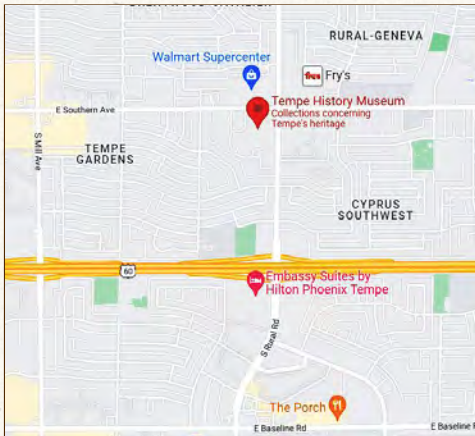 RURAL-GENEVA
Walmart Supercenter
Fry's
Tempe History Museum
Collections concerning
Tempe's heritage
E Southern Ave
S Mill Ave
TEMPE
GARDENS
CYPRUS
SOUTHWEST
60
Embassy Suites by
Hilton Phoenix Tempe
S Rural Rd
The Porch
E Baseline Rd
E Baseline R